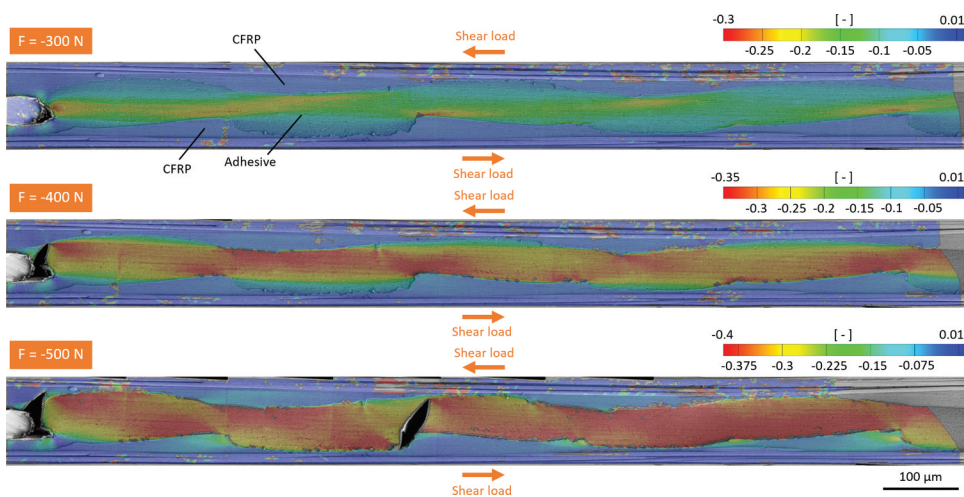 F = -300 N
CFRP
Shear load
-0.3 [ - ] 0.01
-0.25 -0.2 -0.15 -0.1 -0.05
CFRP
Adhesive
Shear load
F = -400 N
Shear load
-0.35 [ - ] 0.01
-0.3 -0.25 -0.2 -0.15 -0.1 -0.05
Shear load
F = -500 N
Shear load
-0.4 [ - ] 0.01
-0.375 -0.3 -0.225 -0.15 -0.075
Shear load
100 µm